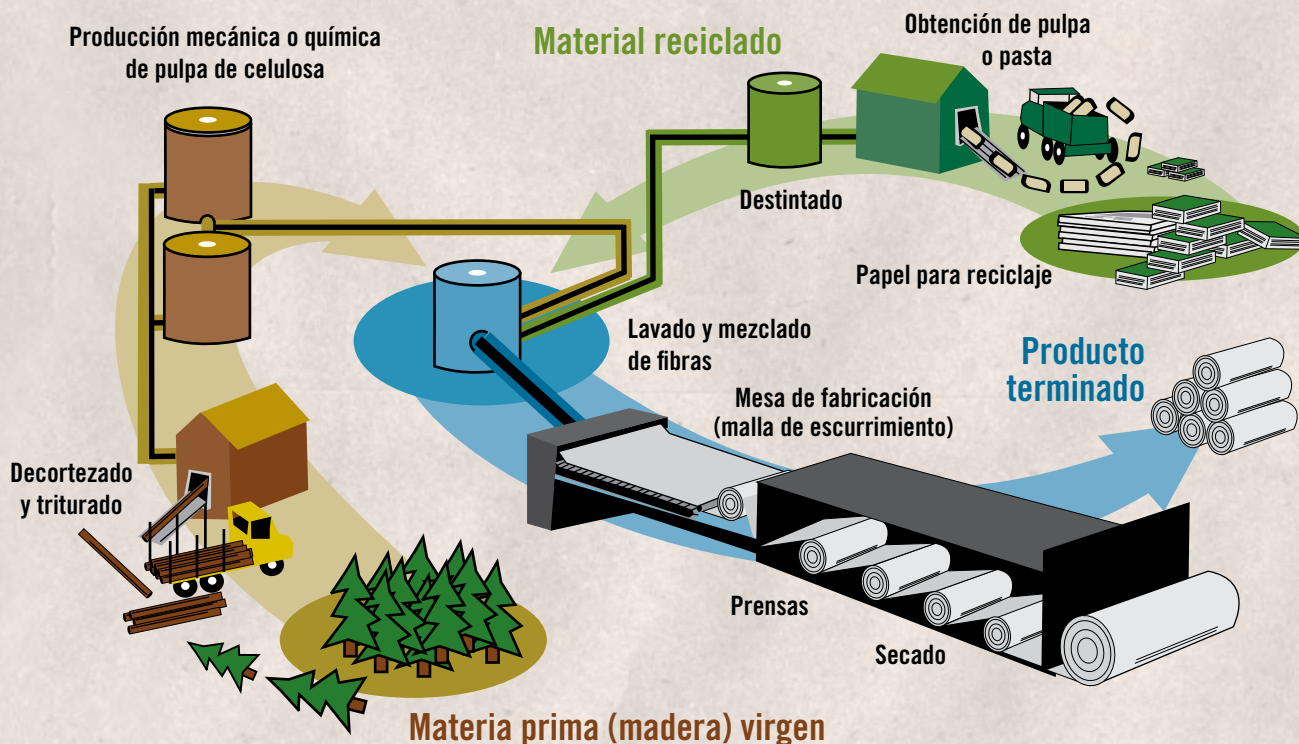 Producción mecánica o química
de pulpa de celulosa
Material reciclado
Obtención de pulpa
o pasta
Destintado
Papel para reciclaje
Lavado y mezclado
de fibras
Producto
terminado
Mesa de fabricación
(malla de escurrimiento)
Decortezado
y triturado
Prensas
Secado
Materia prima (madera) virgen